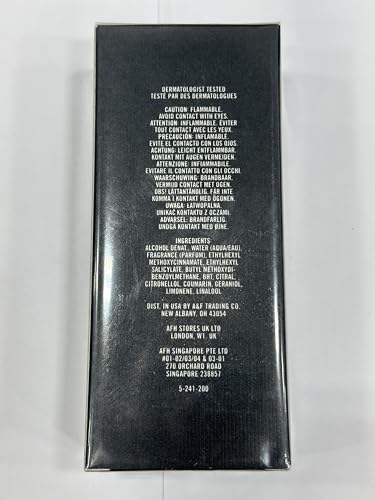 DERMATOLOGIST TESTED
TESTÉ PAR DES DERMATOLOGUES
CAUTION: FLAMMABLE.
AVOID CONTACT WITH EYES.
ATTENTION: INFLAMMABLE. ÉVITER
TOUT CONTACT AVEC LES YEUX.
PRECAUCIÓN: INFLAMABLE.
EVITE EL CONTACTO CON LOS OJOS.
ACHTUNG: LEICHT ENTFLAMMBAR.
KONTAKT MIT AUGEN VERMEIDEN.
ATTENZIONE: INFIAMMABILE.
EVITARE IL CONTATTO CON GLI OCCHI.
WAARSCHUWING: BRANDBAAR.
VERMIJD CONTACT MET OGEN.
OBS! LÄTTANTÄNDLIG. FÅR INTE
KOMMA I KONTAKT MED ÖGONEN.
UWAGA: ŁATWOPALNA.
UNIKAĆ KONTAKTU Z OCZAMI.
ADVARSEL: BRANDFARLIG.
UNDGÅ KONTAKT MED ØJNE.
INGREDIENTS:
ALCOHOL DENAT., WATER (AQUA/EAU),
FRAGRANCE (PARFUM), ETHYLHEXYL
METHOXYCINNAMATE, ETHYLHEXYL
SALICYLATE, BUTYL METHOXYDI-
BENZOYLMETHANE, BHT, CITRAL,
CITRONELLOL, COUMARIN, GERANIOL,
LIMONENE, LINALOOL
DIST. IN USA BY A&F TRADING CO.
NEW ALBANY, OH 43054
AFH STORES UK LTD
LONDON, W1, UK
AFH SINGAPORE PTE LTD
#01-02/03/04 & 03-01
270 ORCHARD ROAD
SINGAPORE 238857
5-241-200